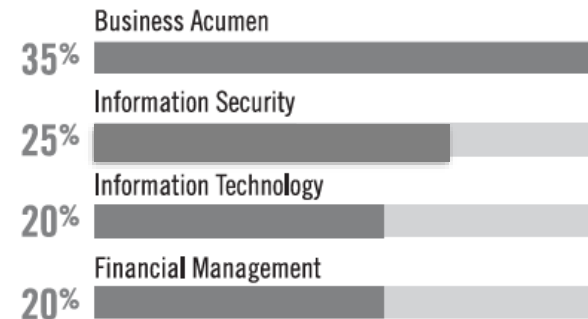 Business Acumen
35%
Information Security
25%
Information Technology
20%
Financial Management
20%